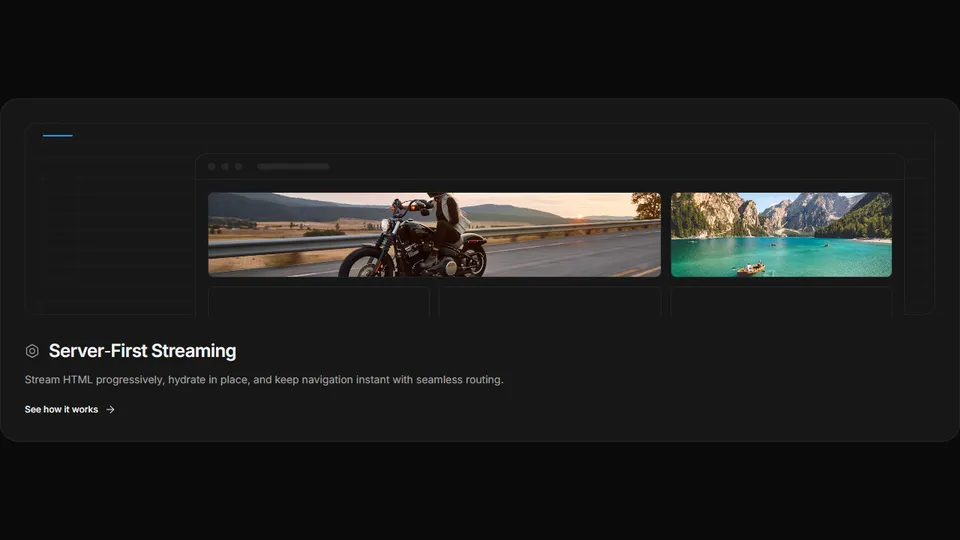 Server-First Streaming
Stream HTML progressively, hydrate in place, and keep navigation instant with seamless routing.
See how it works